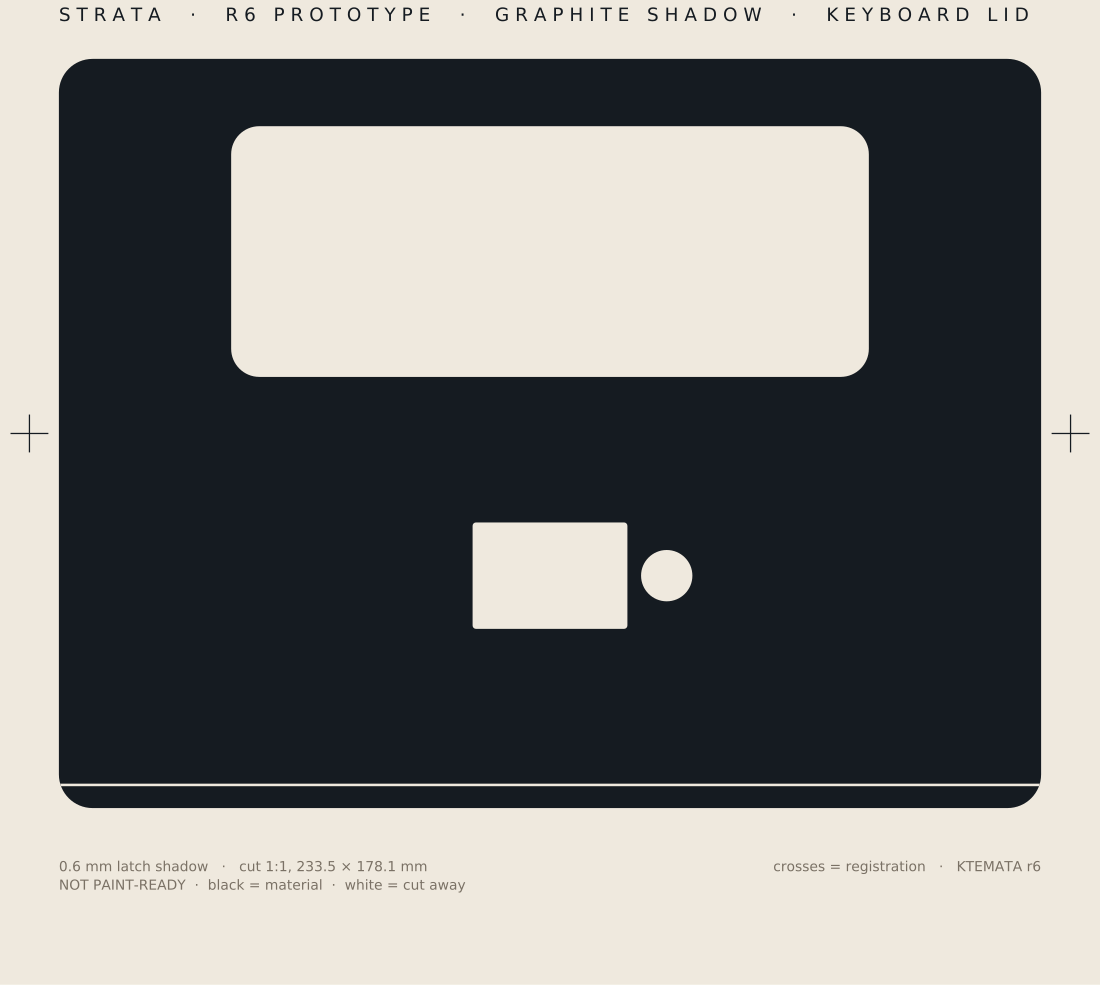 STRATA · R6 PROTOTYPE · GRAPHITE SHADOW · KEYBOARD LID
0.6 mm latch shadow · cut 1:1, 233.5 × 178.1 mm
NOT PAINT-READY · black = material · white = cut away
crosses = registration · KTEMATA r6